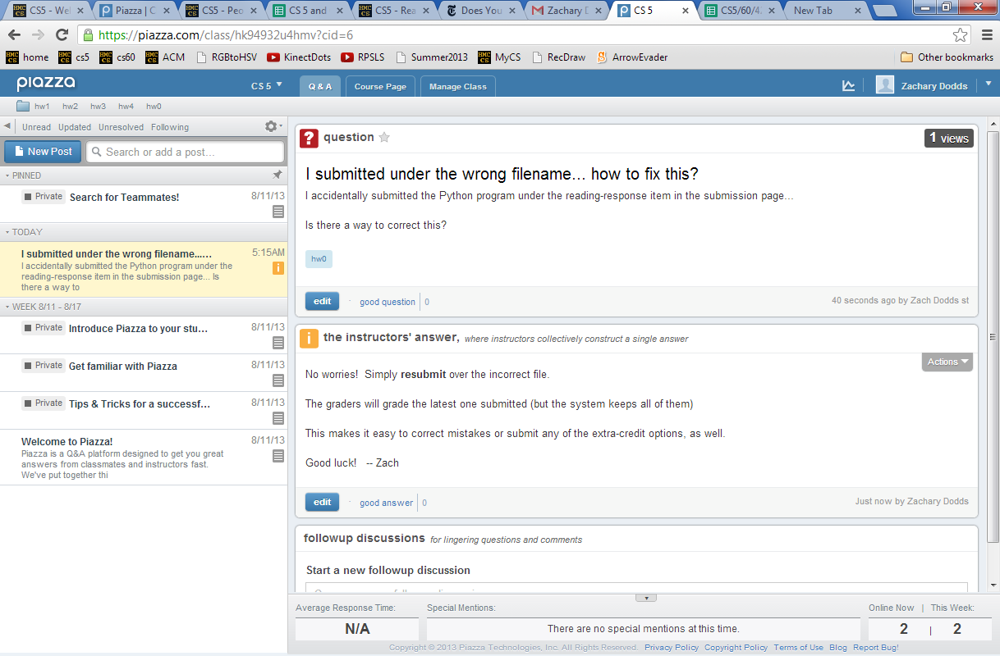 CS5 - Wel
Piazza | C
CS5 - Peo
CS 5 and
CS5 - Rea
Does You
Zachary D
CS 5
CS5/60/42
New Tab
https://piazza.com/class/hk94932u4hmv?cid=6
home cs5 cs60 ACM RGBtoHSV KinectDots RPSLS Summer2013 MyCS RecDraw ArrowEvader Other bookmarks
piazza CS 5 Q & A Course Page Manage Class Zachary Dodds
hw1 hw2 hw3 hw4 hw0
Unread Updated Unresolved Following
New Post Search or add a post…
PINNED
Private Search for Teammates! 8/11/13
TODAY
I submitted under the wrong filename...… 5:15AM
I accidentally submitted the Python program under the
reading-response item in the submission page... Is
there a way to
WEEK 8/11 - 8/17
Private Introduce Piazza to your stu… 8/11/13
Private Get familiar with Piazza 8/11/13
Private Tips & Tricks for a successf… 8/11/13
Welcome to Piazza! 8/11/13
Piazza is a Q&A platform designed to get you great
answers from classmates and instructors fast.
We've put together thi
? question 1 views
I submitted under the wrong filename... how to fix this?
I accidentally submitted the Python program under the reading-response item in the submission page...
Is there a way to correct this?
hw0
edit · good question 0 40 seconds ago by Zach Dodds st
i the instructors' answer, where instructors collectively construct a single answer
Actions
No worries! Simply resubmit over the incorrect file.
The graders will grade the latest one submitted (but the system keeps all of them)
This makes it easy to correct mistakes or submit any of the extra-credit options, as well.
Good luck! -- Zach
edit · good answer 0 Just now by Zachary Dodds
followup discussions for lingering questions and comments
Start a new followup discussion
Average Response Time: Special Mentions: Online Now | This Week:
N/A There are no special mentions at this time. 2 | 2
Copyright © 2013 Piazza Technologies, Inc. All Rights Reserved. Privacy Policy Copyright Policy Terms of Use Blog Report Bug!